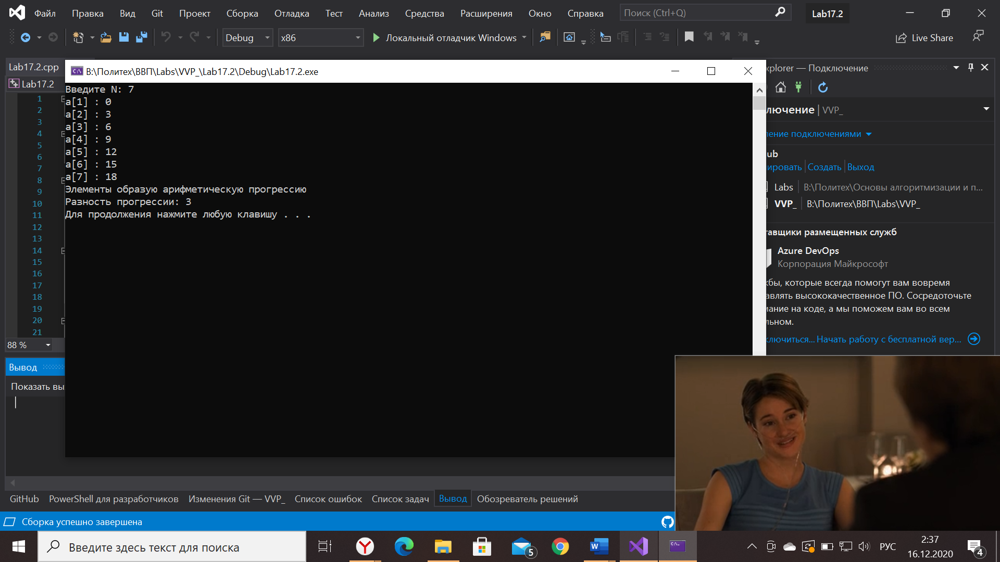 Файл Правка Вид Git Проект Сборка Отладка Тест Анализ Средства Расширения Окно Справка Поиск (Ctrl+Q) Lab17.2
Debug x86 Локальный отладчик Windows Live Share
Lab17.2.cpp
Lab17.2
1
2
3
4
5
6
7
8
9
10
11
12
13
14
15
16
17
18
19
20
21
88 %
B:\Политех\ВВП\Labs\VVP_\Lab17.2\Debug\Lab17.2.exe
Введите N: 7
a[1] : 0
a[2] : 3
a[3] : 6
a[4] : 9
a[5] : 12
a[6] : 15
a[7] : 18
Элементы образую арифметическую прогрессию
Разность прогрессии: 3
Для продолжения нажмите любую клавишу . . .
xplorer — Подключение
лючение | VVP_
ление подключениями
ub
ировать Создать Выход
Labs B:\Политех\Основы алгоритмизации и п...
VVP_ B:\Политех\ВВП\Labs\VVP_
тавщики размещенных служб
Azure DevOps
Корпорация Майкрософт
кбы, которые всегда помогут вам вовремя
авлять высококачественное ПО. Сосредоточьте
мание на коде, а мы поможем вам во всем
льном.
ключиться... Начать работу с бесплатной вер...
Вывод
Показать вы
GitHub PowerShell для разработчиков Изменения Git — VVP_ Список ошибок Список задач Вывод Обозреватель решений
Сборка успешно завершена
Введите здесь текст для поиска
5
РУС
2:37
16.12.2020
4